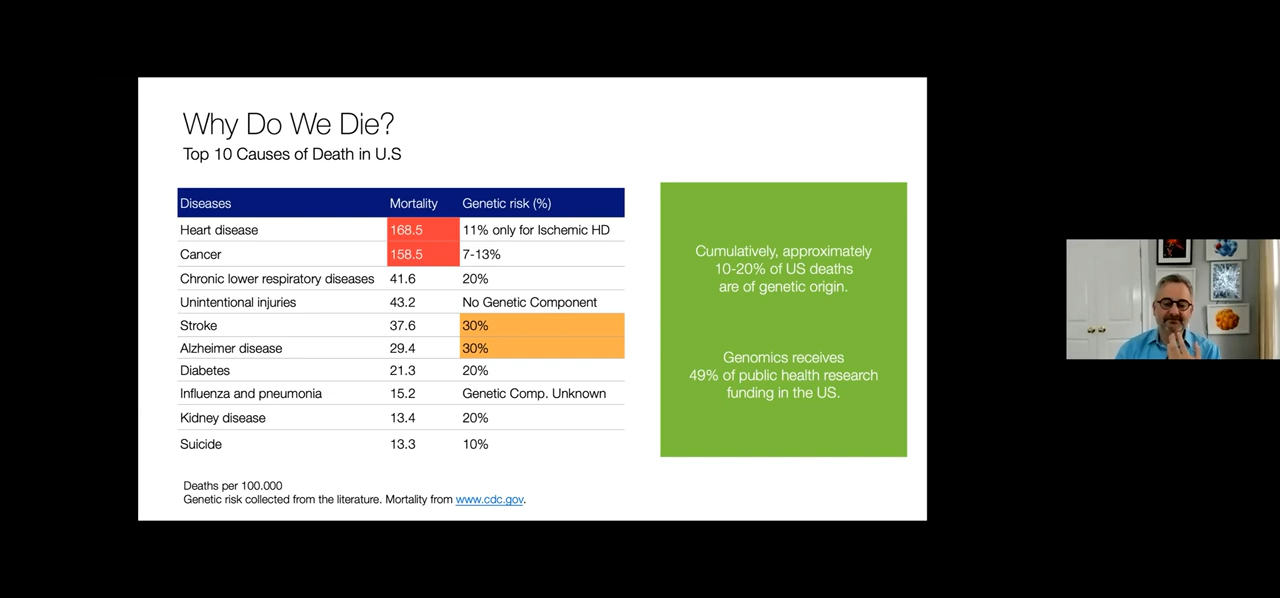 Why Do We Die?
Top 10 Causes of Death in U.S
Diseases Mortality Genetic risk (%)
Heart disease 168.5 11% only for Ischemic HD
Cancer 158.5 7-13%
Chronic lower respiratory diseases 41.6 20%
Unintentional injuries 43.2 No Genetic Component
Stroke 37.6 30%
Alzheimer disease 29.4 30%
Diabetes 21.3 20%
Influenza and pneumonia 15.2 Genetic Comp. Unknown
Kidney disease 13.4 20%
Suicide 13.3 10%
Deaths per 100.000
Genetic risk collected from the literature. Mortality from www.cdc.gov.
Cumulatively, approximately
10-20% of US deaths
are of genetic origin.
Genomics receives
49% of public health research
funding in the US.